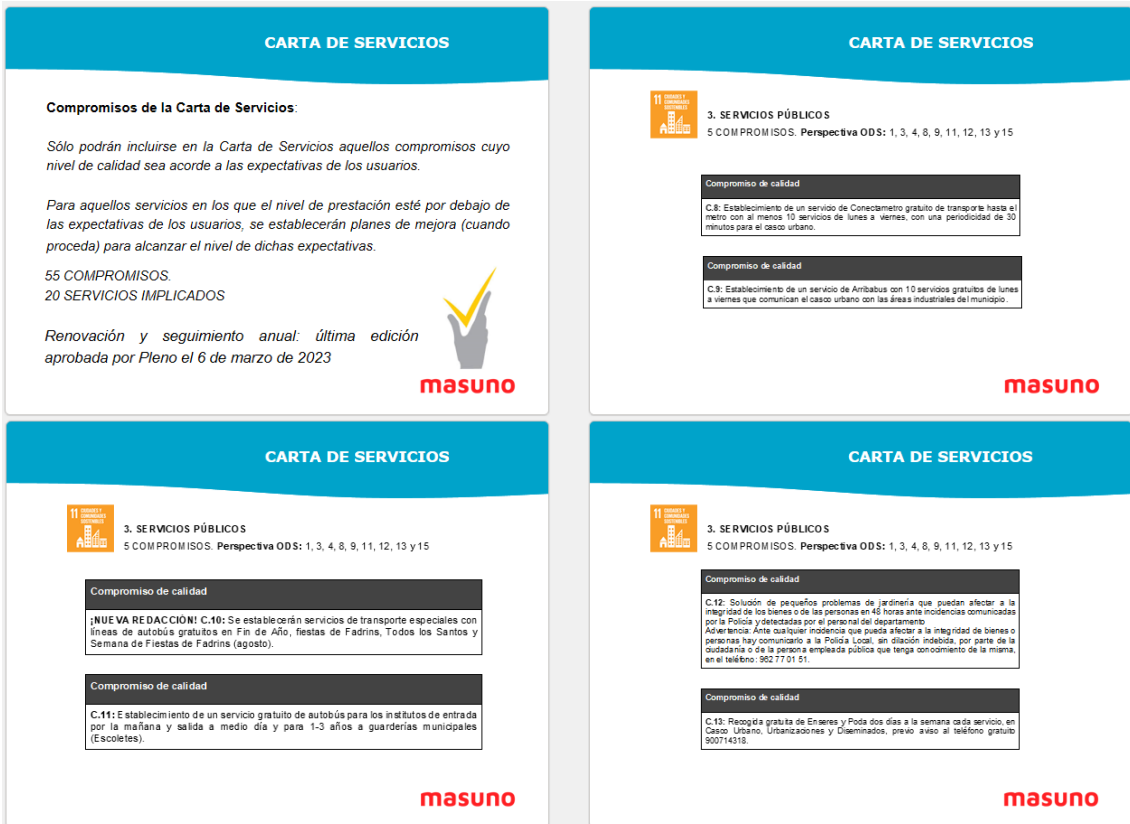 CARTA DE SERVICIOS
Compromisos de la Carta de Servicios:
Sólo podrán incluirse en la Carta de Servicios aquellos compromisos cuyo
nivel de calidad sea acorde a las expectativas de los usuarios.
Para aquellos servicios en los que el nivel de prestación esté por debajo de
las expectativas de los usuarios, se establecerán planes de mejora (cuando
proceda) para alcanzar el nivel de dichas expectativas.
55 COMPROMISOS.
20 SERVICIOS IMPLICADOS
Renovación y seguimiento anual: última edición
aprobada por Pleno el 6 de marzo de 2023
masuno
CARTA DE SERVICIOS
11 CIUDADES Y
COMUNIDADES
SOSTENIBLES
3. SERVICIOS PÚBLICOS
5 COMPROMISOS. Perspectiva ODS: 1, 3, 4, 8, 9, 11, 12, 13 y 15
Compromiso de calidad
C.8: Establecimiento de un servicio de Conectametro gratuito de transporte hasta el
metro con al menos 10 servicios de lunes a viernes, con una periodicidad de 30
minutos para el casco urbano.
Compromiso de calidad
C.9: Establecimiento de un servicio de Arribabus con 10 servicios gratuitos de lunes
a viernes que comunican el casco urbano con las áreas industriales del municipio.
masuno
CARTA DE SERVICIOS
11 CIUDADES Y
COMUNIDADES
SOSTENIBLES
3. SERVICIOS PÚBLICOS
5 COMPROMISOS. Perspectiva ODS: 1, 3, 4, 8, 9, 11, 12, 13 y 15
Compromiso de calidad
¡NUEVA REDACCIÓN! C.10: Se establecerán servicios de transporte especiales con
líneas de autobús gratuitos en Fin de Año, fiestas de Fadrins, Todos los Santos y
Semana de Fiestas de Fadrins (agosto).
Compromiso de calidad
C.11: Establecimiento de un servicio gratuito de autobús para los institutos de entrada
por la mañana y salida a medio día y para 1-3 años a guarderías municipales
(Escoletes).
masuno
CARTA DE SERVICIOS
11 CIUDADES Y
COMUNIDADES
SOSTENIBLES
3. SERVICIOS PÚBLICOS
5 COMPROMISOS. Perspectiva ODS: 1, 3, 4, 8, 9, 11, 12, 13 y 15
Compromiso de calidad
C.12: Solución de pequeños problemas de jardinería que puedan afectar a la
integridad de los bienes o de las personas en 48 horas ante incidencias comunicadas
por la Policía y detectadas por el personal del departamento
Advertencia: Ante cualquier incidencia que pueda afectar a la integridad de bienes o
personas hay comunicarlo a la Policía Local, sin dilación indebida, por parte de la
ciudadanía o de la persona empleada pública que tenga conocimiento de la misma,
en el teléfono: 962 77 01 51.
Compromiso de calidad
C.13: Recogida gratuita de Enseres y Poda dos días a la semana cada servicio, en
Casco Urbano, Urbanizaciones y Diseminados, previo aviso al teléfono gratuito
900714318.
masuno